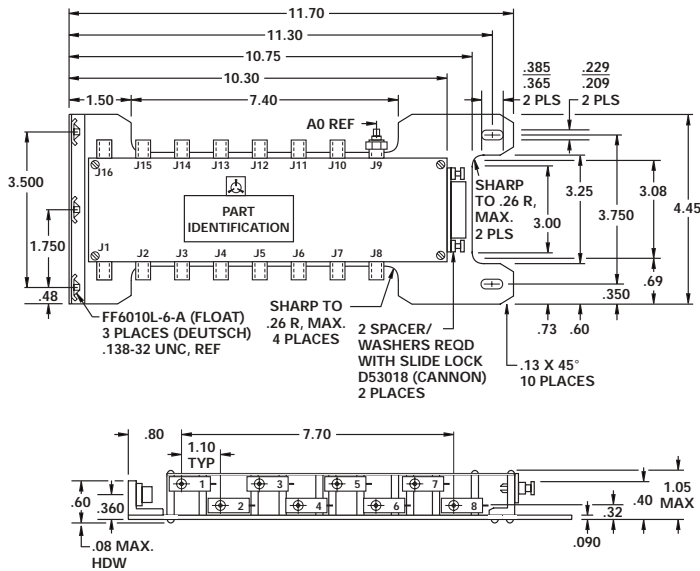 11.70
11.30
10.75
10.30
1.50
7.40
.385
.365
2 PLS
.229
.209
2 PLS
A0 REF
J16
J15
J14
J13
J12
J11
J10
J9
3.500
1.750
.48
PART
IDENTIFICATION
J1
J2
J3
J4
J5
J6
J7
J8
SHARP
TO .26 R,
MAX.
2 PLS
3.00
3.25
3.750
3.08
4.45
.69
.350
.73
.60
FF6010L-6-A (FLOAT)
3 PLACES (DEUTSCH)
.138-32 UNC, REF
SHARP TO
.26 R, MAX.
4 PLACES
2 SPACER/
WASHERS REQD
WITH SLIDE LOCK
D53018 (CANNON)
2 PLACES
.13 X 45°
10 PLACES
.80
7.70
1.10
TYP
1
2
3
4
5
6
7
8
.60
.360
.08 MAX.
HDW
1.05
MAX
.40
.32
.090